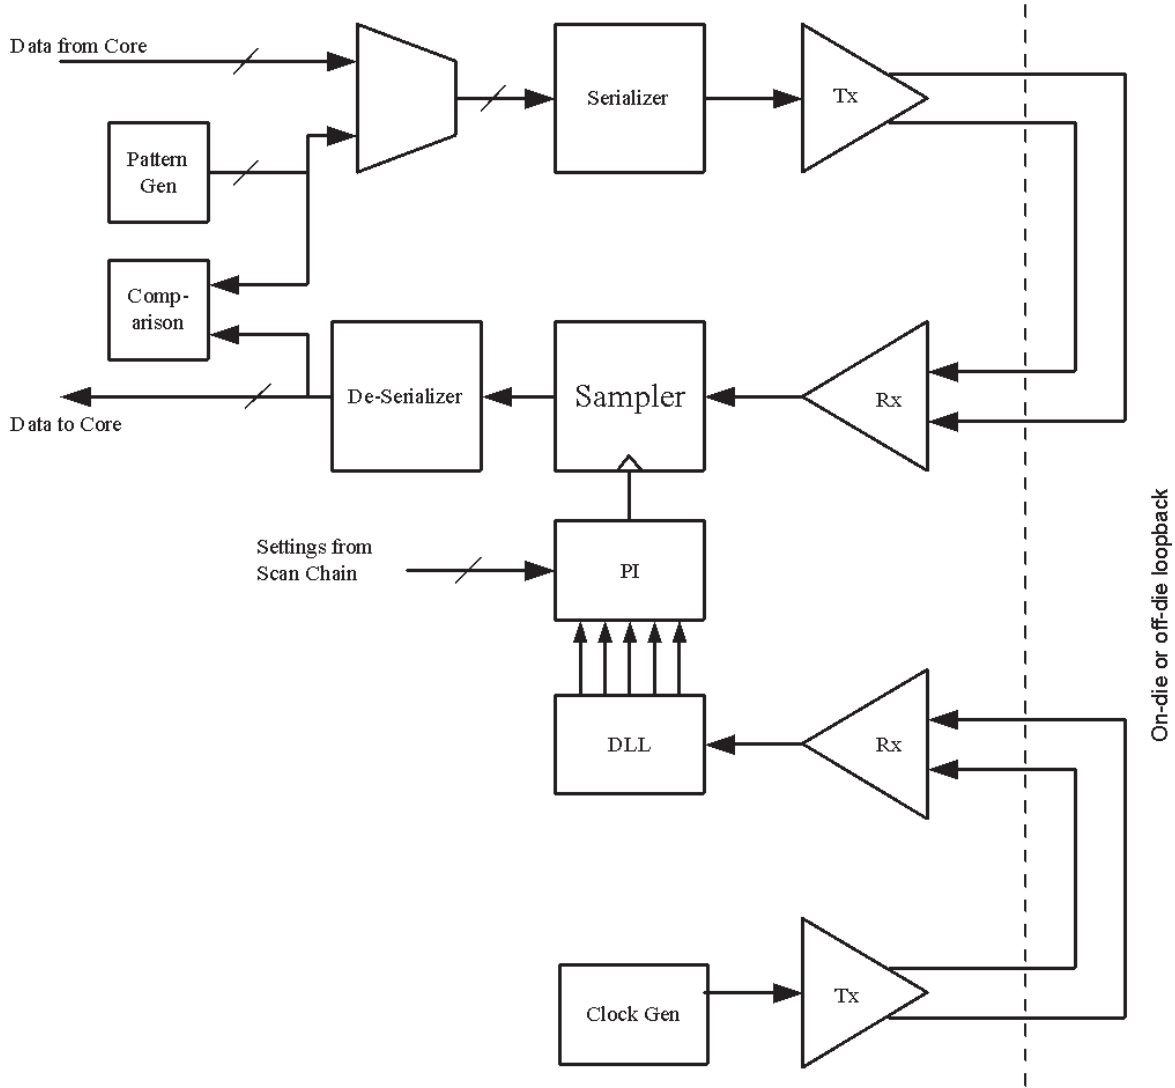 Data from Core
Serializer
Tx
Pattern
Gen
Comp-
arison
De-Serializer
Sampler
Rx
Data to Core
Settings from
Scan Chain
PI
On-die or off-die loopback
DLL
Rx
Clock Gen
Tx